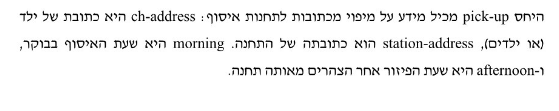 היחס pick-up מכיל מידע על מיפוי מכתובות לתחנות איסוף: ch-address היא כתובת של ילד
(או ילדים), station-address הוא כתובתה של התחנה. morning היא שעת האיסוף בבוקר,
ו-afternoon היא שעת הפיזור אחר הצהרים מאותה תחנה.